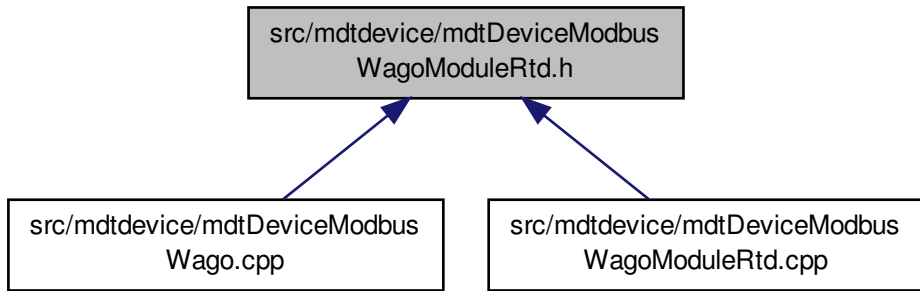 src/mdtdevice/mdtDeviceModbus
WagoModuleRtd.h
src/mdtdevice/mdtDeviceModbus
Wago.cpp
src/mdtdevice/mdtDeviceModbus
WagoModuleRtd.cpp